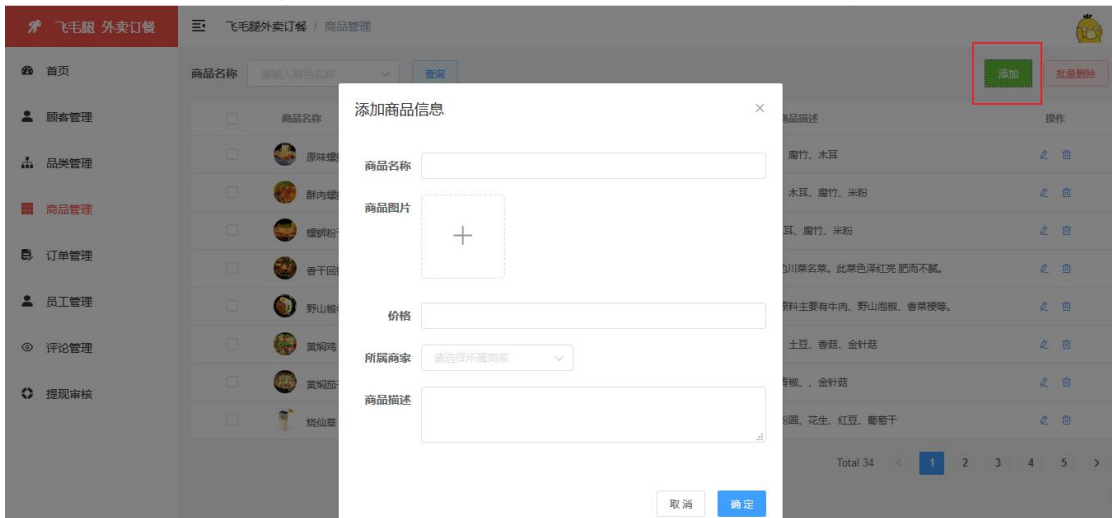 飞毛腿 外卖订餐
飞毛腿外卖订餐 / 商品管理
首页
顾客管理
品类管理
商品管理
订单管理
员工管理
评论管理
提现审核
商品名称 请输入商品名称 查询 添加 批量删除
商品名称 商品描述 操作
原味螺 腐竹、木耳
酥肉螺 木耳、腐竹、米粉
螺蛳粉 耳、腐竹、米粉
香干回 川菜名菜。此菜色泽红亮 肥而不腻。
野山椒 原料主要有牛肉、野山泡椒、香菜梗等。
黄焖鸡 土豆、香菇、金针菇
黄焖茄 青椒、、金针菇
烧仙草 粉圆、花生、红豆、葡萄干
Total 34 < 1 2 3 4 5 >
添加商品信息 ×
商品名称
商品图片
价格
所属商家 请选择所属商家
商品描述
取 消 确 定